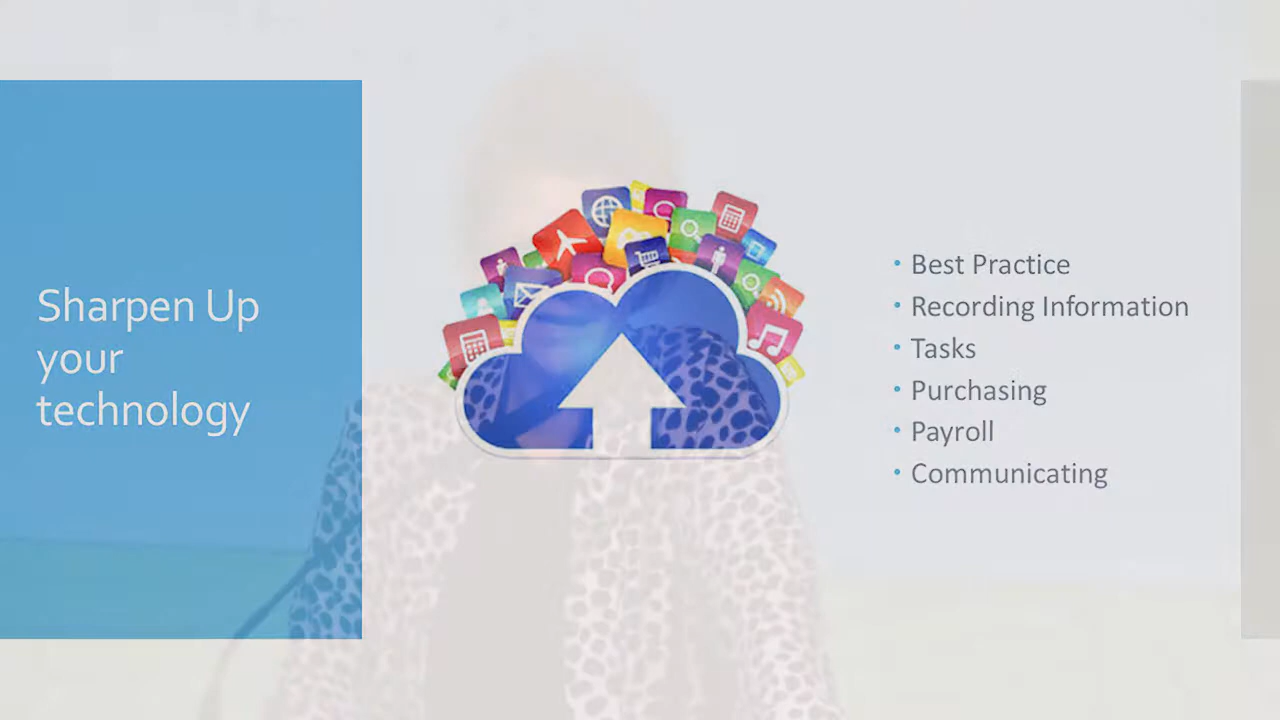 Sharpen Up
your
technology
• Best Practice
• Recording Information
• Tasks
• Purchasing
• Payroll
• Communicating